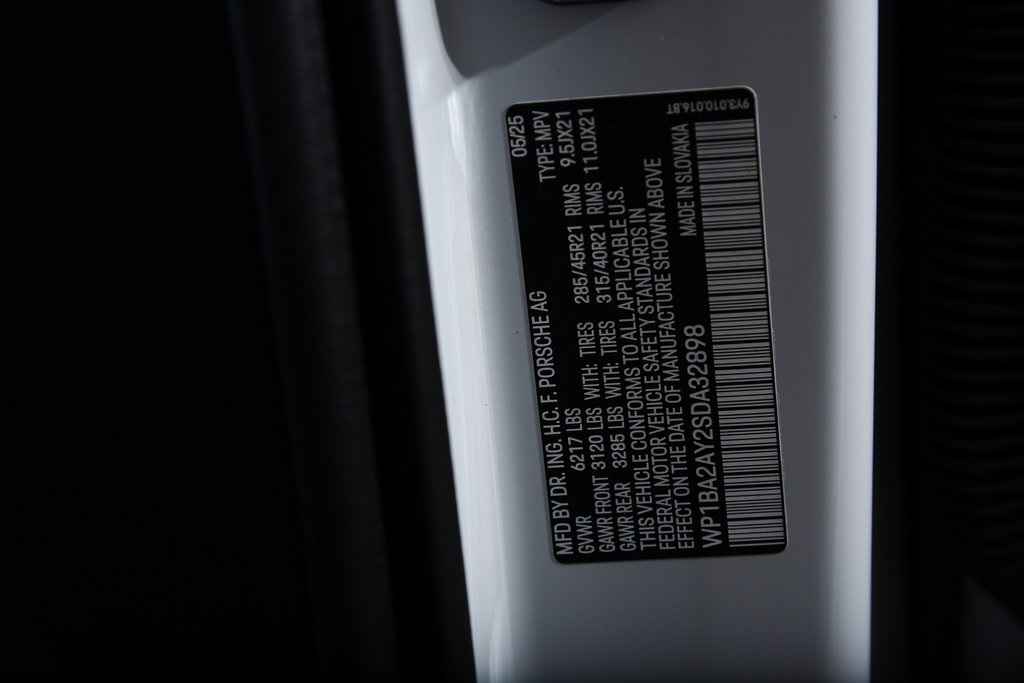 05/25
MFD BY DR. ING. H.C. F. PORSCHE AG TYPE: MPV
GVWR 6217 LBS
GAWR FRONT 3120 LBS WITH: TIRES 285/45R21 RIMS 9.5JX21
GAWR REAR 3285 LBS WITH: TIRES 315/40R21 RIMS 11.0JX21
THIS VEHICLE CONFORMS TO ALL APPLICABLE U.S.
FEDERAL MOTOR VEHICLE SAFETY STANDARDS IN
EFFECT ON THE DATE OF MANUFACTURE SHOWN ABOVE
WP1BA2AY2SDA32898 MADE IN SLOVAKIA
9Y3.010.016.BT